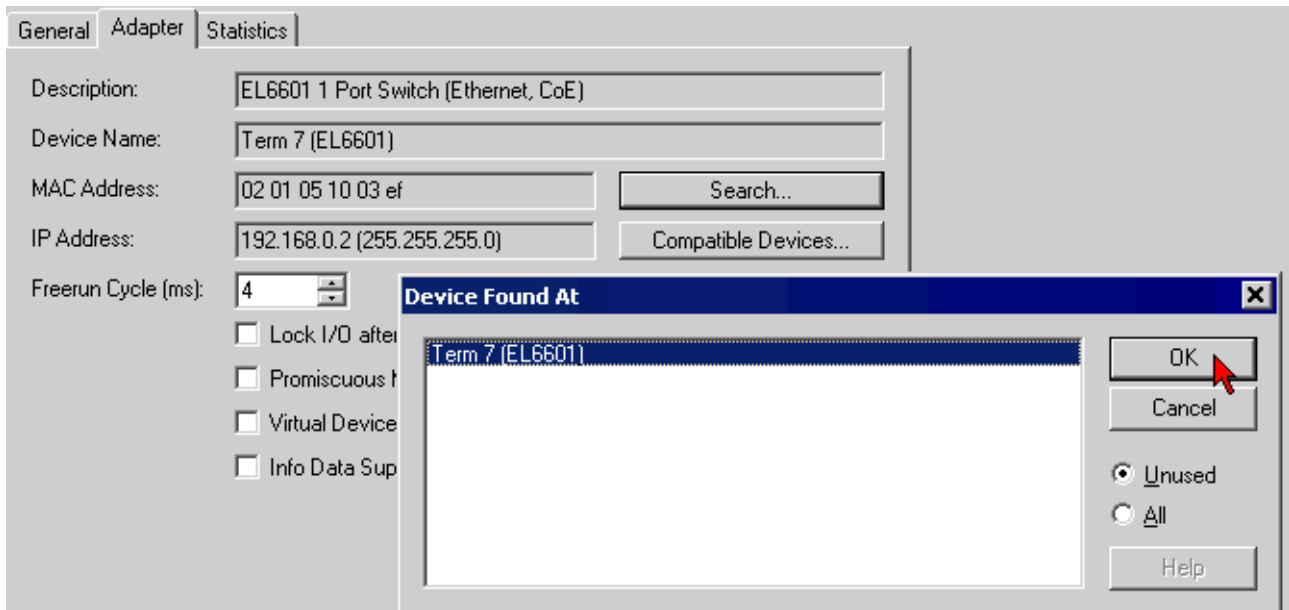 General Adapter Statistics
Description: EL6601 1 Port Switch (Ethernet, CoE)
Device Name: Term 7 (EL6601)
MAC Address: 02 01 05 10 03 ef Search...
IP Address: 192.168.0.2 (255.255.255.0) Compatible Devices...
Freerun Cycle (ms): 4
Lock I/O after
Promiscuous
Virtual Device
Info Data Sup
Device Found At
Term 7 (EL6601)
OK
Cancel
Unused
All
Help